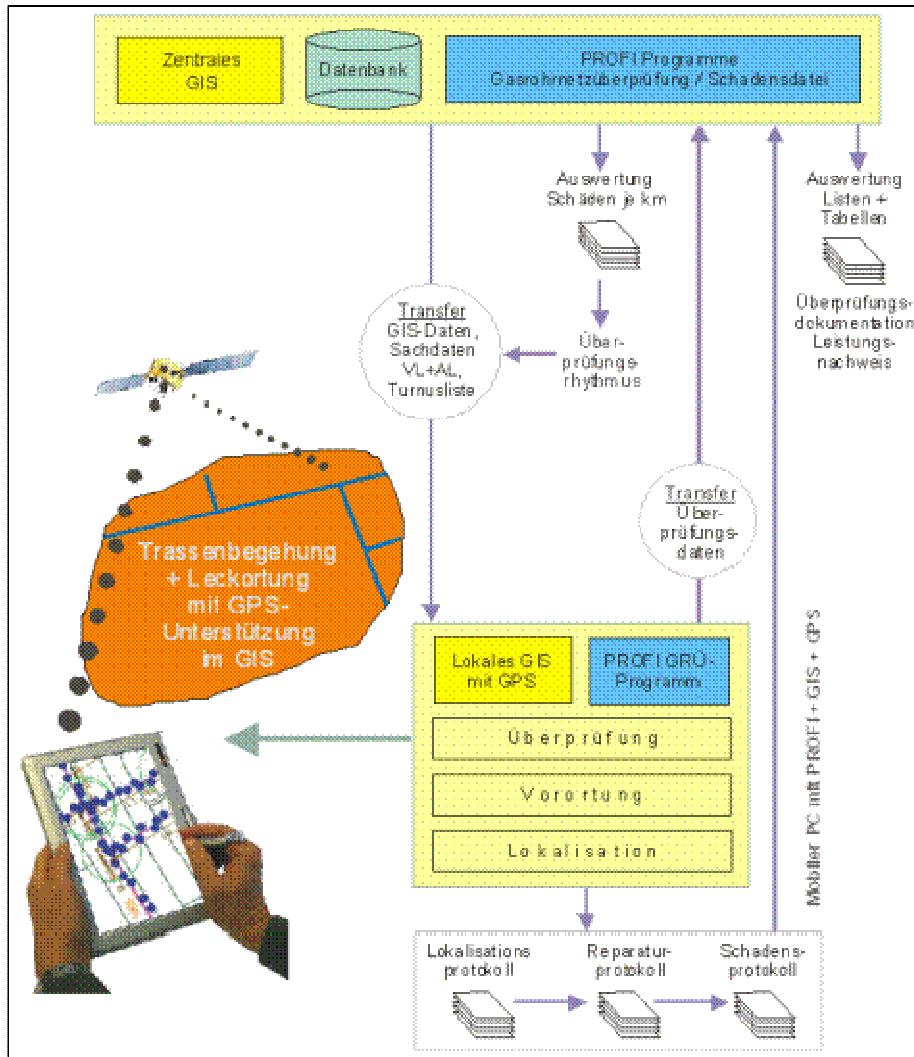 Zentrales
GIS
Datenbank
PROFI Programme
Gasrohrnetzüberprüfung / Schadensdatei
Auswertung
Schäden je km
Auswertung
Listen +
Tabellen
Transfer
GIS-Daten,
Sachdaten
VL+AL,
Turnusliste
Über-
prüfungs-
rhythmus
Überprüfungs-
dokumentation
Leistungs-
nachweis
Transfer
Über-
prüfungs-
daten
Trassenbegehung
+ Leckortung
mit GPS-
Unterstützung
im GIS
Lokales GIS
mit GPS
PROFI GRÜ-
Programm
Überprüfung
Vorortung
Lokalisation
Mobiler PC mit PROFI + GIS + GPS
Lokalisations
protokoll
Reparatur-
protokoll
Schadens-
protokoll